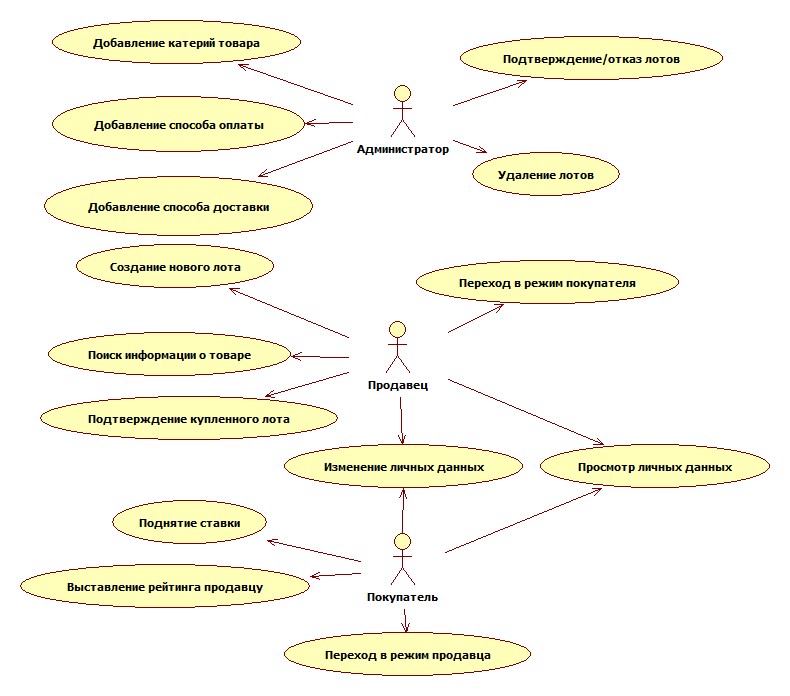 Добавление катерий товара
Подтверждение/отказ лотов
Добавление способа оплаты
Администратор
Удаление лотов
Добавление способа доставки
Создание нового лота
Переход в режим покупателя
Поиск информации о товаре
Продавец
Подтверждение купленного лота
Изменение личных данных
Просмотр личных данных
Поднятие ставки
Выставление рейтинга продавцу
Покупатель
Переход в режим продавца